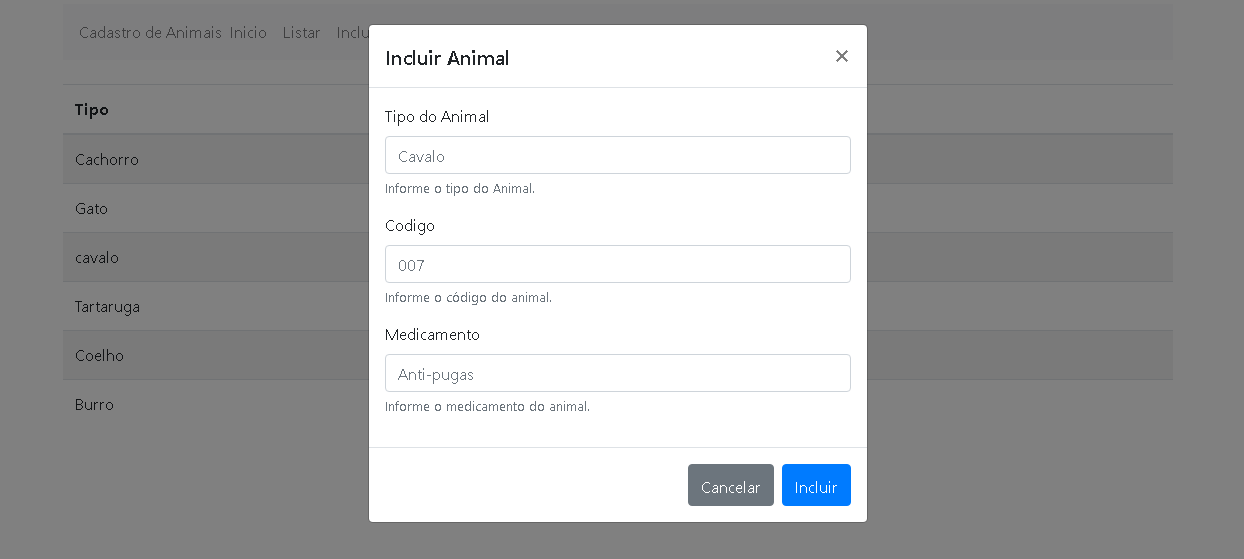 Cadastro de Animais Inicio Listar Inclu
Tipo
Cachorro
Gato
cavalo
Tartaruga
Coelho
Burro
Incluir Animal ×
Tipo do Animal
Cavalo
Informe o tipo do Animal.
Codigo
007
Informe o código do animal.
Medicamento
Anti-pugas
Informe o medicamento do animal.
Cancelar Incluir